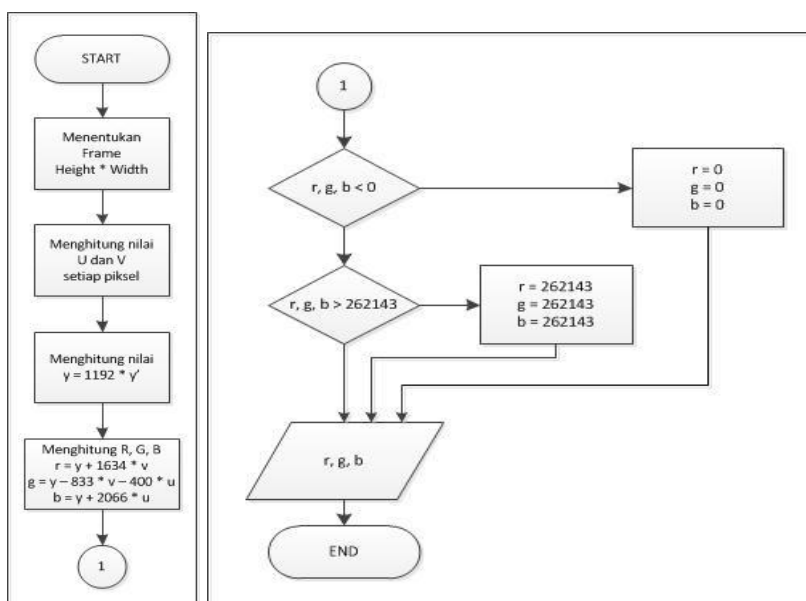 START
Menentukan
Frame
Height * Width
Menghitung nilai
U dan V
setiap piksel
Menghitung nilai
y = 1192 * y'
Menghitung R, G, B
r = y + 1634 * v
g = y – 833 * v – 400 * u
b = y + 2066 * u
1
1
r, g, b < 0
r = 0
g = 0
b = 0
r, g, b > 262143
r = 262143
g = 262143
b = 262143
r, g, b
END